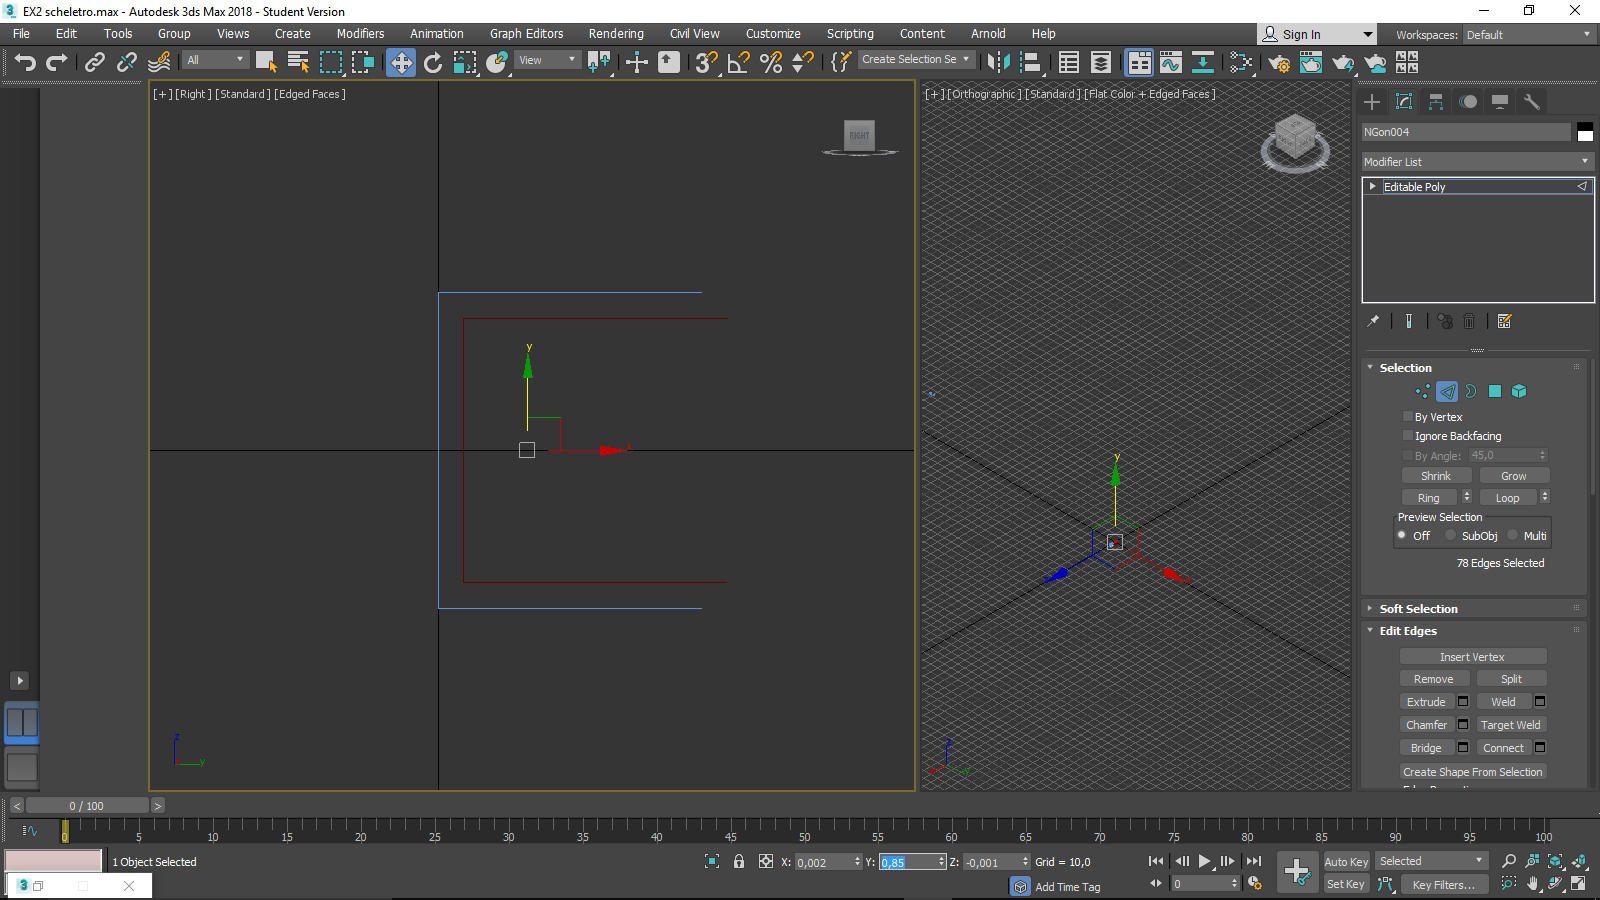 EX2 scheletro.max - Autodesk 3ds Max 2018 - Student Version
File Edit Tools Group Views Create Modifiers Animation Graph Editors Rendering Civil View Customize Scripting Content Arnold Help
Sign In
Workspaces: Default
All
View
Create Selection Se
[+][Right][Standard][Edged Faces]
RIGHT
y
x
z
y
[+][Orthographic][Standard][Flat Color + Edged Faces]
y
z
y
NGon004
Modifier List
Editable Poly
Selection
By Vertex
Ignore Backfacing
By Angle: 45,0
Shrink Grow
Ring Loop
Preview Selection
Off SubObj Multi
78 Edges Selected
Soft Selection
Edit Edges
Insert Vertex
Remove Split
Extrude Weld
Chamfer Target Weld
Bridge Connect
Create Shape From Selection
< 0 / 100 >
0 5 10 15 20 25 30 35 40 45 50 55 60 65 70 75 80 85 90 95 100
1 Object Selected
X: 0,002 Y: 0,85 Z: -0,001 Grid = 10,0
Add Time Tag
0
Auto Key Selected
Set Key Key Filters...
3